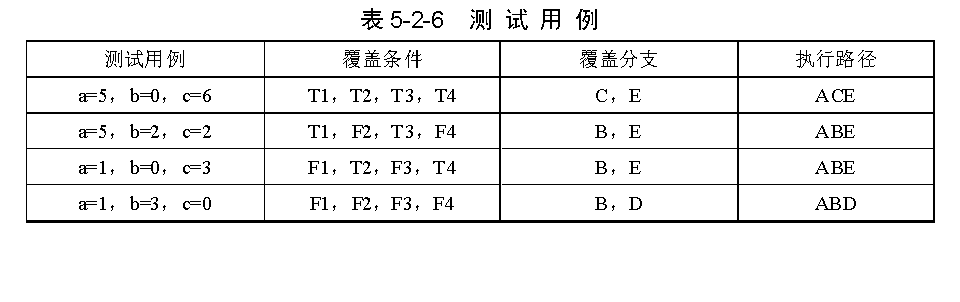 表5-2-6 测 试 用 例
测试用例 覆盖条件 覆盖分支 执行路径
a=5，b=0，c=6 T1，T2，T3，T4 C，E ACE
a=5，b=2，c=2 T1，F2，T3，F4 B，E ABE
a=1，b=0，c=3 F1，T2，F3，T4 B，E ABE
a=1，b=3，c=0 F1，F2，F3，F4 B，D ABD